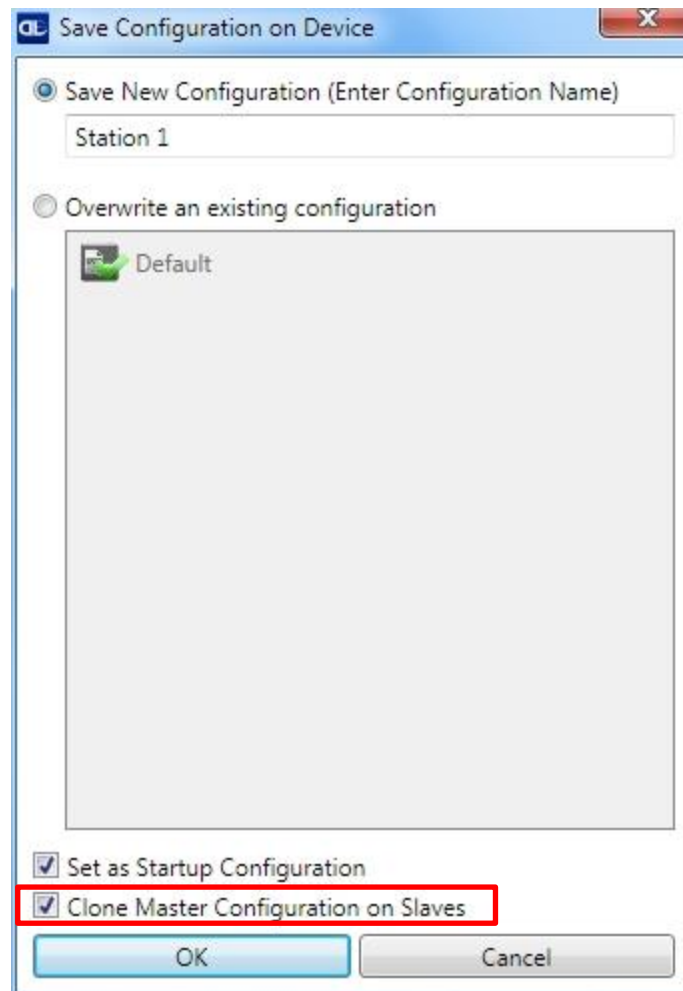 Save Configuration on Device
Save New Configuration (Enter Configuration Name)
Station 1
Overwrite an existing configuration
Default
Set as Startup Configuration
Clone Master Configuration on Slaves
OK
Cancel